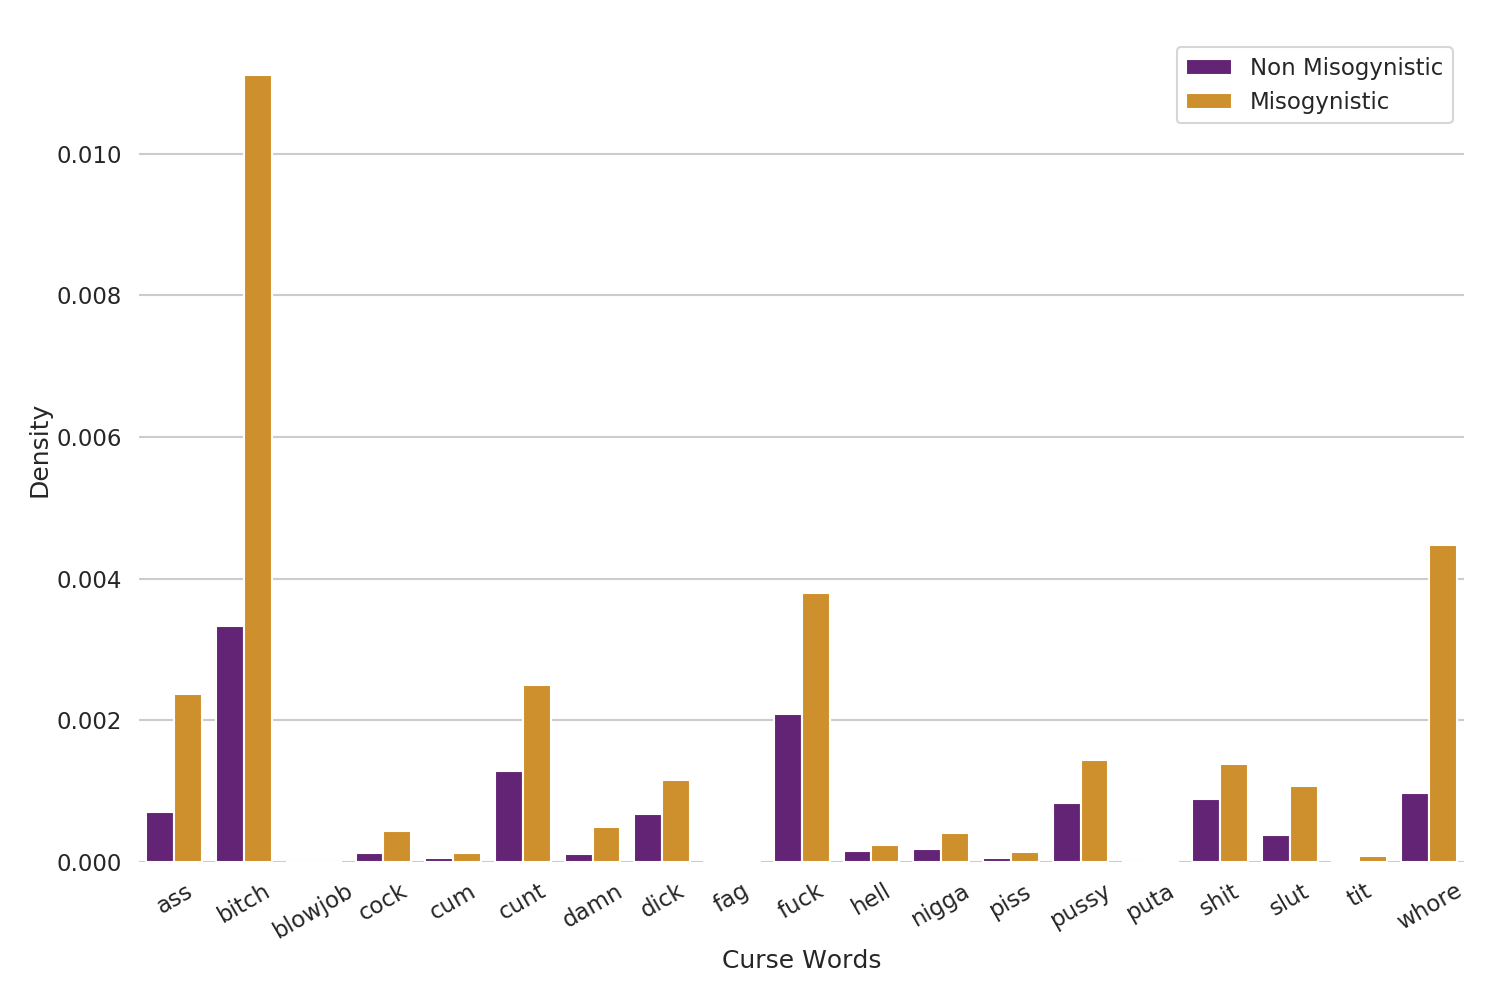 Non Misogynistic
Misogynistic
0.010
0.008
0.006
0.004
0.002
0.000
Density
ass bitch blowjob cock cum cunt damn dick fag fuck hell nigga piss pussy puta shit slut tit whore
Curse Words